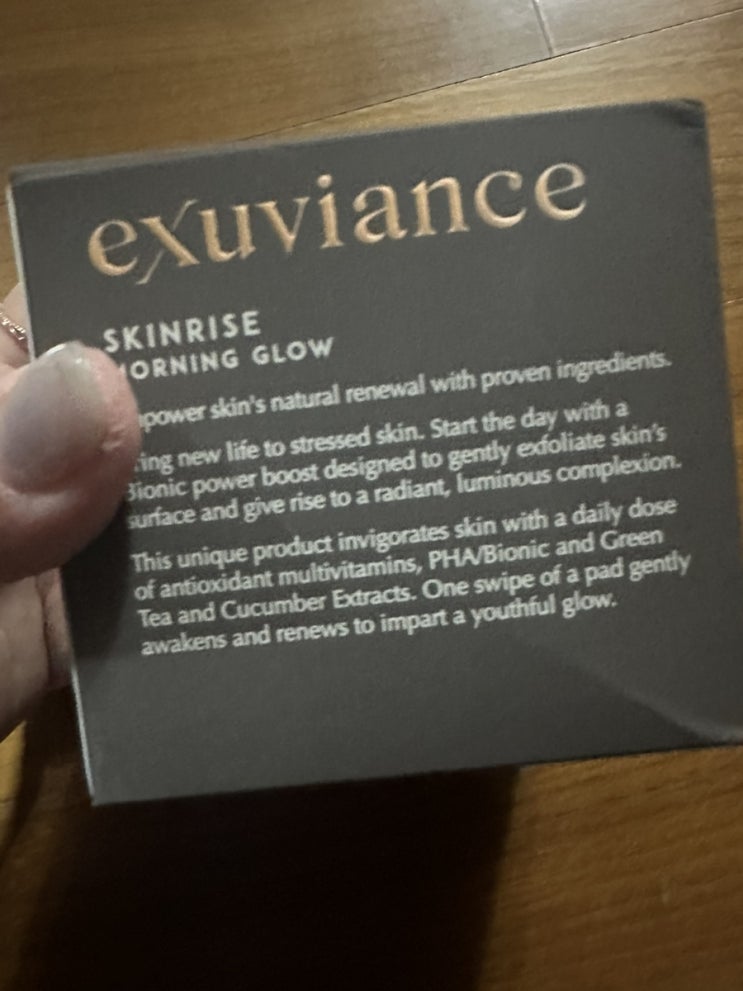 exuviance
SKINRISE
MORNING GLOW
skin's natural renewal with proven ingredients.
new life to stressed skin. Start the day with a
Bionic power boost designed to gently exfoliate skin's
surface and give rise to a radiant, luminous complexion.
This unique product invigorates skin with a daily dose
of antioxidant multivitamins, PHA/Bionic and Green
Tea and Cucumber Extracts. One swipe of a pad gently
awakens and renews to impart a youthful glow.